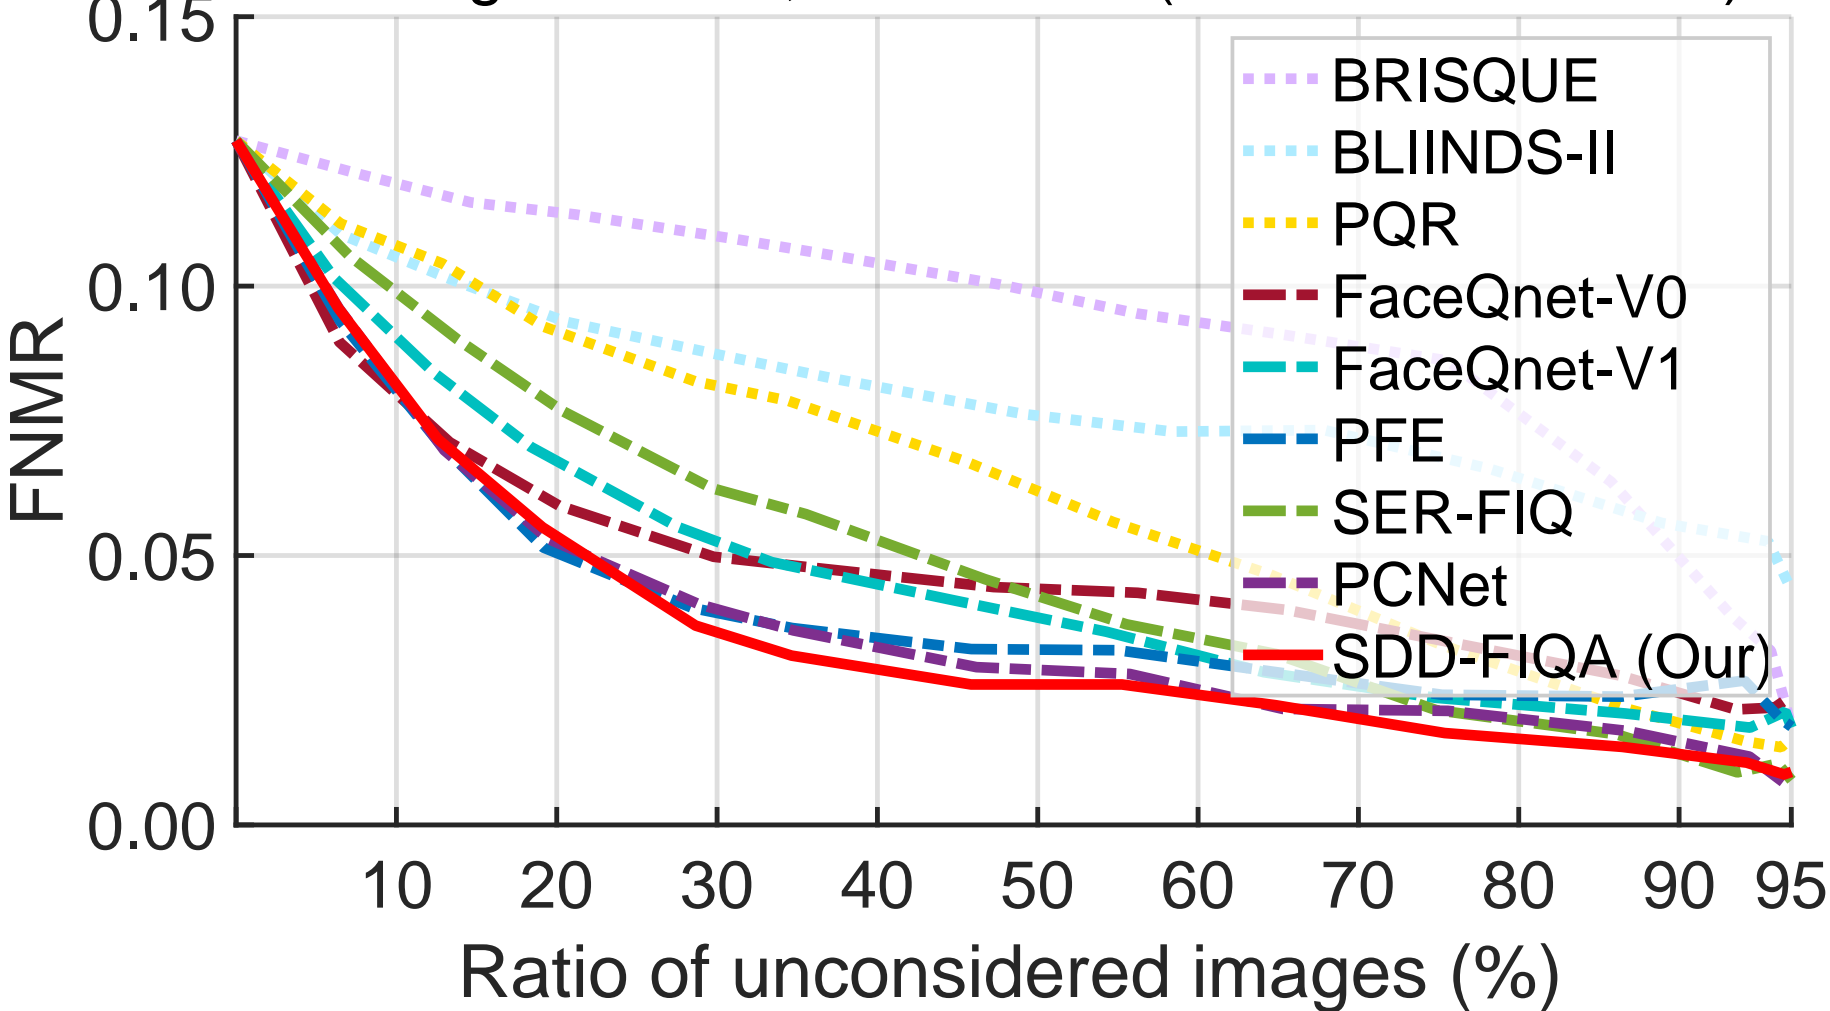 0.15
0.10
0.05
0.00
FNMR
BRISQUE
BLIINDS-II
PQR
FaceQnet-V0
FaceQnet-V1
PFE
SER-FIQ
PCNet
SDD-FIQA (Our)
10 20 30 40 50 60 70 80 90 95
Ratio of unconsidered images (%)